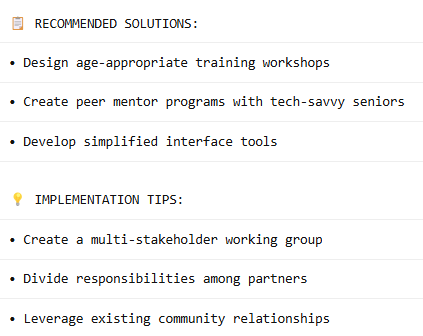 📋 RECOMMENDED SOLUTIONS:
• Design age-appropriate training workshops
• Create peer mentor programs with tech-savvy seniors
• Develop simplified interface tools
💡 IMPLEMENTATION TIPS:
• Create a multi-stakeholder working group
• Divide responsibilities among partners
• Leverage existing community relationships